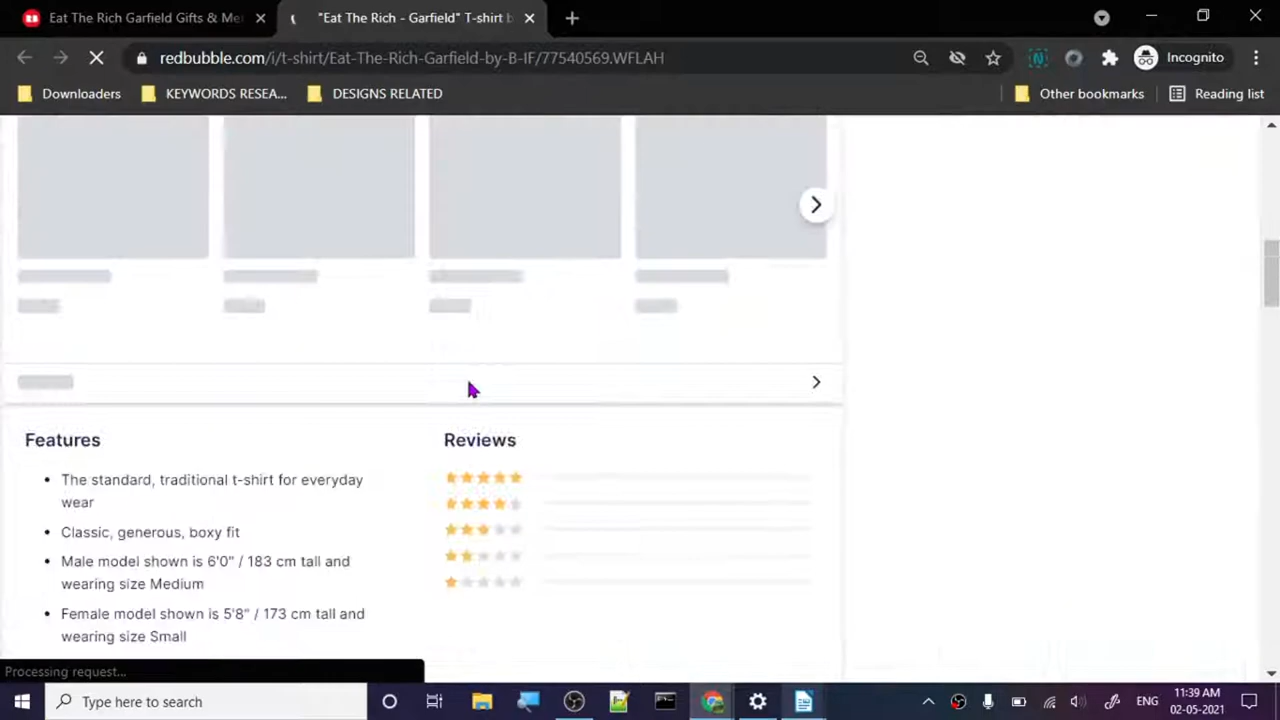 Eat The Rich Garfield Gifts & Me
"Eat The Rich - Garfield" T-shirt b
redbubble.com/i/t-shirt/Eat-The-Rich-Garfield-by-B-IF/77540569.WFLAH
Incognito
Downloaders
KEYWORDS RESEA...
DESIGNS RELATED
Other bookmarks
Reading list
Features
The standard, traditional t-shirt for everyday
wear
Classic, generous, boxy fit
Male model shown is 6'0" / 183 cm tall and
wearing size Medium
Female model shown is 5'8" / 173 cm tall and
wearing size Small
Reviews
Processing request...
Type here to search
ENG
11:39 AM
02-05-2021